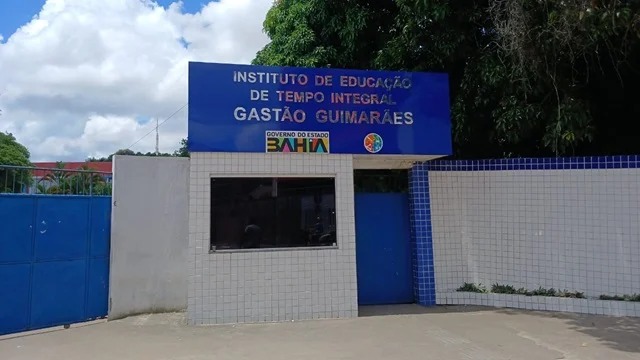 INSTITUTO DE EDUCAÇÃO
DE TEMPO INTEGRAL
GASTÃO GUIMARÃES
GOVERNO DO ESTADO
BAHIA